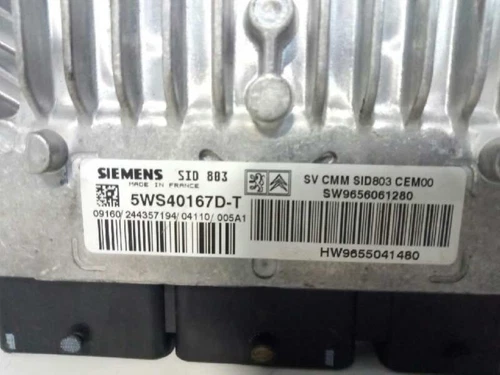 SIEMENS SID 803
MADE IN FRANCE
5WS40167D-T
09160/244357194/04110/005A1
SV CMM SID803 CEM00
SW9656061280
HW9655041480